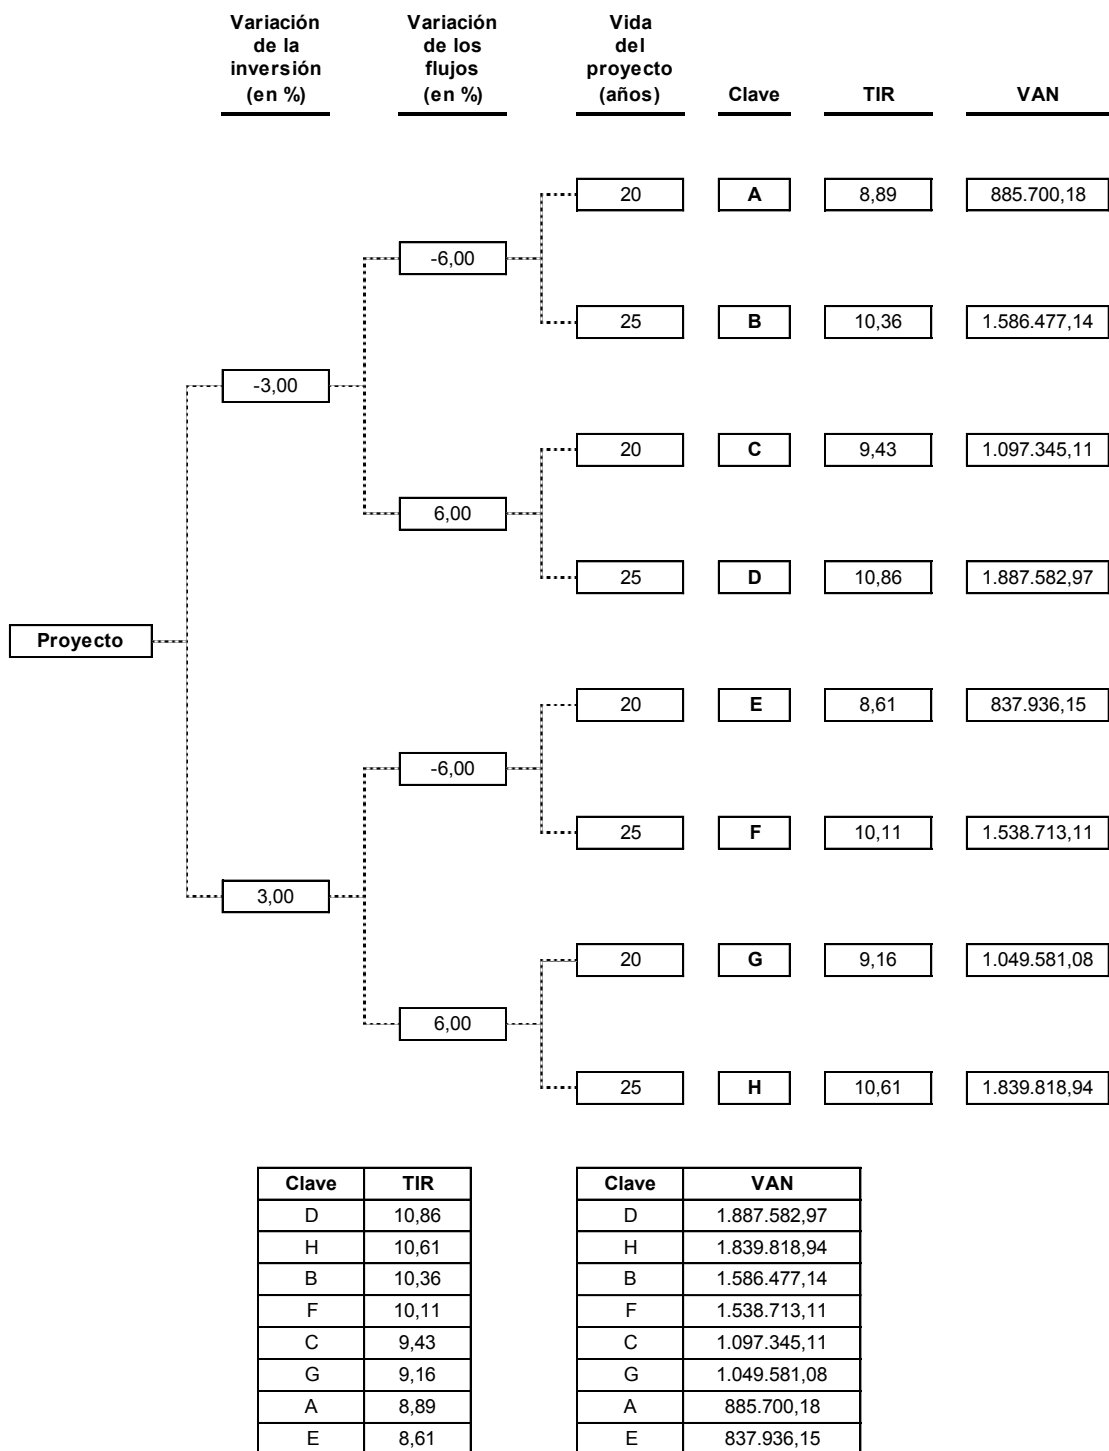 Variación de la inversión (en %)
Variación de los flujos (en %)
Vida del proyecto (años)
Clave
TIR
VAN
20 A 8,89 885.700,18
-6,00
25 B 10,36 1.586.477,14
-3,00
20 C 9,43 1.097.345,11
6,00
25 D 10,86 1.887.582,97
Proyecto
20 E 8,61 837.936,15
-6,00
25 F 10,11 1.538.713,11
3,00
20 G 9,16 1.049.581,08
6,00
25 H 10,61 1.839.818,94
Clave TIR
D 10,86
H 10,61
B 10,36
F 10,11
C 9,43
G 9,16
A 8,89
E 8,61
Clave VAN
D 1.887.582,97
H 1.839.818,94
B 1.586.477,14
F 1.538.713,11
C 1.097.345,11
G 1.049.581,08
A 885.700,18
E 837.936,15